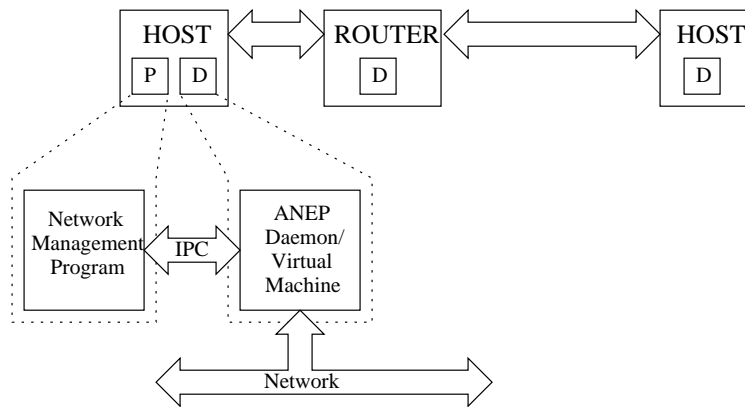 HOST
ROUTER
HOST
P
D
D
D
Network
Management
Program
IPC
ANEP
Daemon/
Virtual
Machine
Network